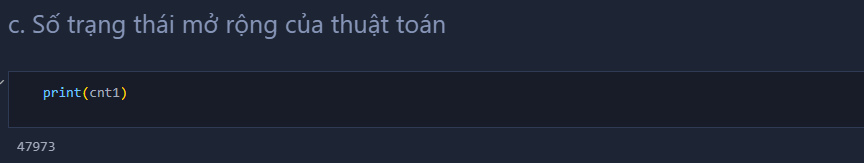 c. Số trạng thái mở rộng của thuật toán
print(cnt1)
47973